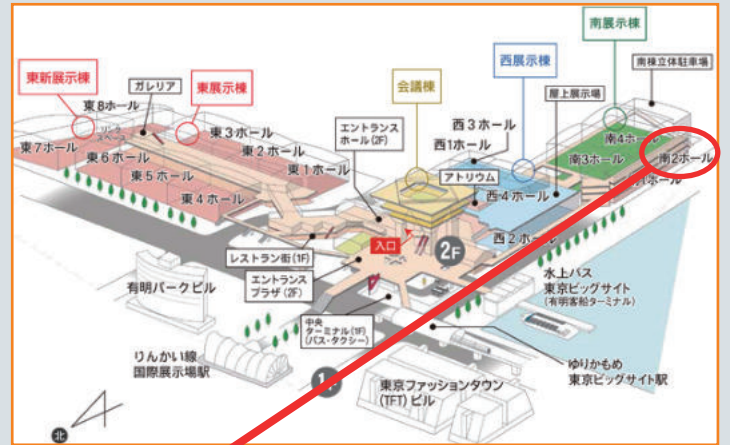 南展示棟
西展示棟
南棟立体駐車場
東新展示棟
東展示棟
会議棟
ガレリア
屋上展示場
東8ホール
東3ホール
東2ホール
東1ホール
東7ホール
東6ホール
東5ホール
東4ホール
エントランス
ホール(2F)
西3ホール
西1ホール
アトリウム
西4ホール
西2ホール
南4ホール
南3ホール
南2ホール
入口
2F
レストラン街(1F)
エントランス
プラザ(2F)
有明パークビル
中央
ターミナル(1F)
(バス・タクシー)
水上バス
東京ビッグサイト
(有明客船ターミナル)
りんかい線
国際展示場駅
ゆりかもめ
東京ビッグサイト駅
東京ファッションタウン
(TFT)ビル
北